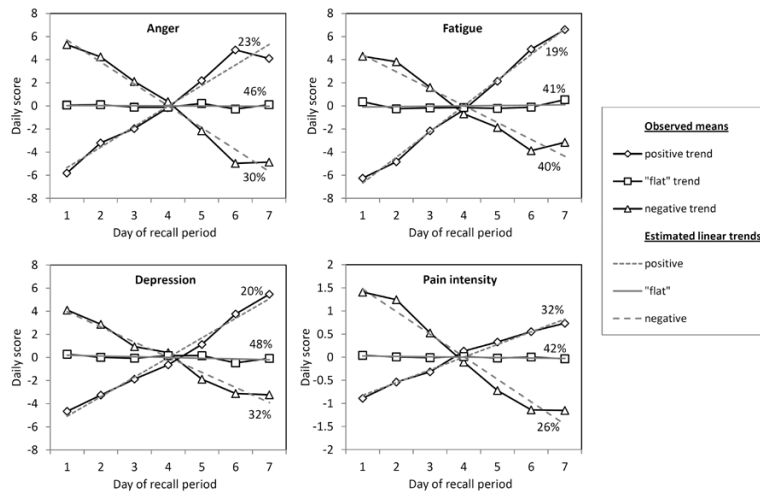 Anger
Daily score
8
6
4
2
0
-2
-4
-6
-8
23%
46%
30%
1 2 3 4 5 6 7
Day of recall period
Fatigue
Daily score
8
6
4
2
0
-2
-4
-6
-8
19%
41%
40%
1 2 3 4 5 6 7
Day of recall period
Depression
Daily score
8
6
4
2
0
-2
-4
-6
-8
20%
48%
32%
1 2 3 4 5 6 7
Day of recall period
Pain intensity
Daily score
2
1.5
1
0.5
0
-0.5
-1
-1.5
-2
32%
42%
26%
1 2 3 4 5 6 7
Day of recall period
Observed means
positive trend
"flat" trend
negative trend
Estimated linear trends
positive
"flat"
negative